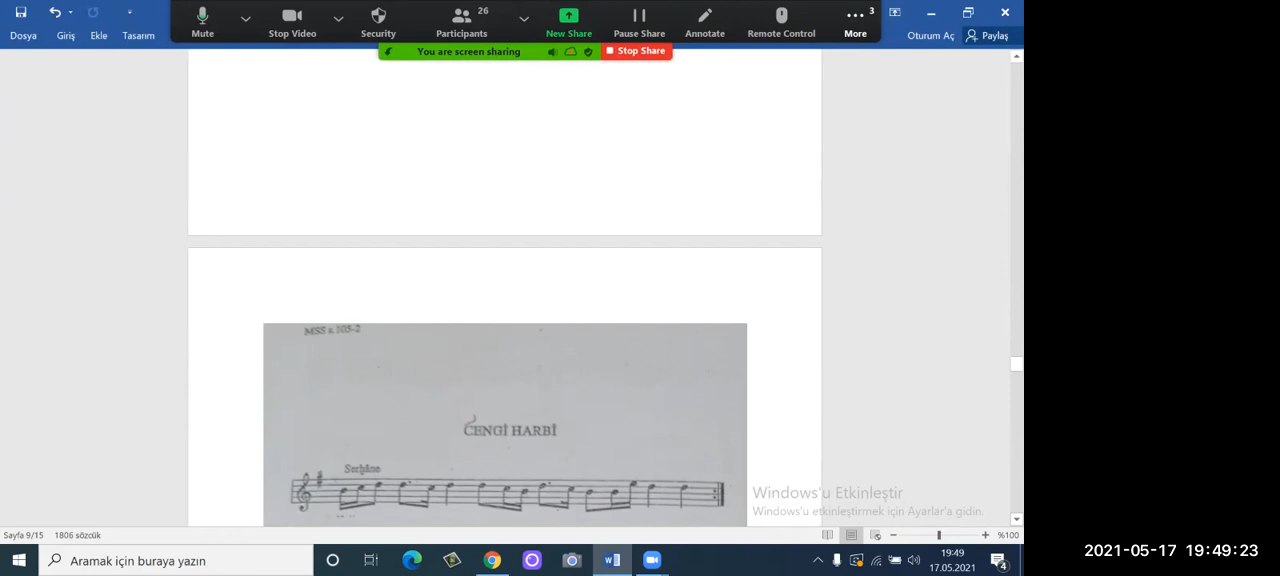 26
3
Dosya Giriş Ekle Tasarım
Mute Stop Video Security Participants New Share Pause Share Annotate Remote Control More
Oturum Aç Paylaş
You are screen sharing Stop Share
MSS s 105-2
CENGİ HARBİ
Serhâne
Windows'u Etkinleştir
Windows'u etkinleştirmek için Ayarlar'a gidin.
Sayfa 9/15 1806 sözcük
%100
Aramak için buraya yazın
19:49
17.05.2021
4
2021-05-17 19:49:23